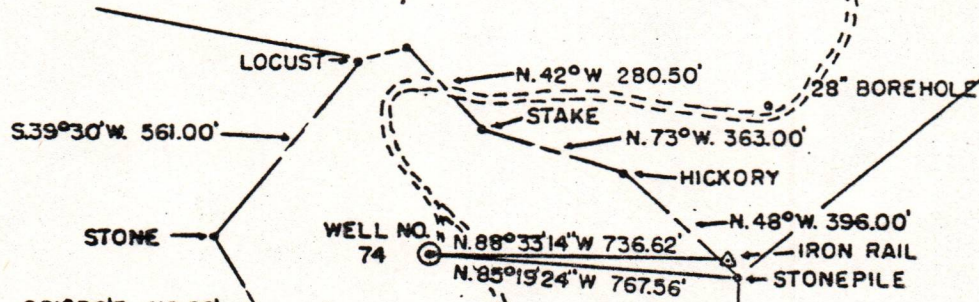 LOCUST
N. 42° W 280.50'
28" BOREHOLE
STAKE
S.39°30'W. 561.00'
N. 73° W. 363.00'
HICKORY
N. 48° W. 396.00'
STONE
WELL NO.
74
N. 88° 33' 14" W 736.62'
IRON RAIL
N. 85° 19' 24" W 767.56'
STONEPILE